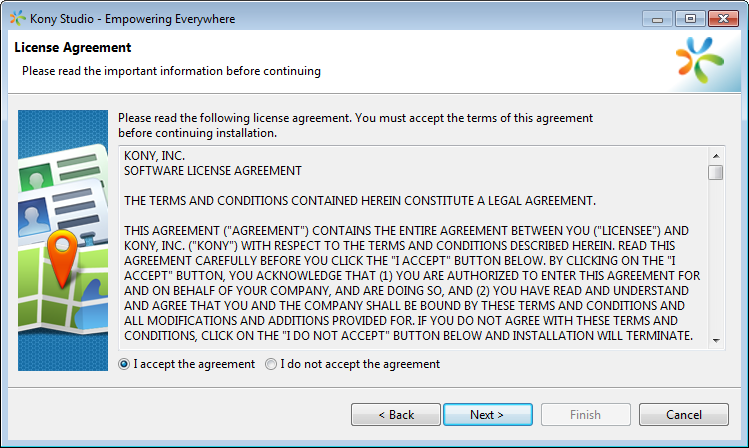 Kony Studio - Empowering Everywhere
License Agreement
Please read the important information before continuing
Please read the following license agreement. You must accept the terms of this agreement
before continuing installation.
KONY, INC.
SOFTWARE LICENSE AGREEMENT
THE TERMS AND CONDITIONS CONTAINED HEREIN CONSTITUTE A LEGAL AGREEMENT.
THIS AGREEMENT ("AGREEMENT") CONTAINS THE ENTIRE AGREEMENT BETWEEN YOU ("LICENSEE") AND
KONY, INC. ("KONY") WITH RESPECT TO THE TERMS AND CONDITIONS DESCRIBED HEREIN. READ THIS
AGREEMENT CAREFULLY BEFORE YOU CLICK THE "I ACCEPT" BUTTON BELOW. BY CLICKING ON THE "I
ACCEPT" BUTTON, YOU ACKNOWLEDGE THAT (1) YOU ARE AUTHORIZED TO ENTER THIS AGREEMENT FOR
AND ON BEHALF OF YOUR COMPANY, AND ARE DOING SO, AND (2) YOU HAVE READ AND UNDERSTAND
AND AGREE THAT YOU AND THE COMPANY SHALL BE BOUND BY THESE TERMS AND CONDITIONS AND
ALL MODIFICATIONS AND ADDITIONS PROVIDED FOR. IF YOU DO NOT AGREE WITH THESE TERMS AND
CONDITIONS, CLICK ON THE "I DO NOT ACCEPT" BUTTON BELOW AND INSTALLATION WILL TERMINATE.
I accept the agreement I do not accept the agreement
< Back Next > Finish Cancel